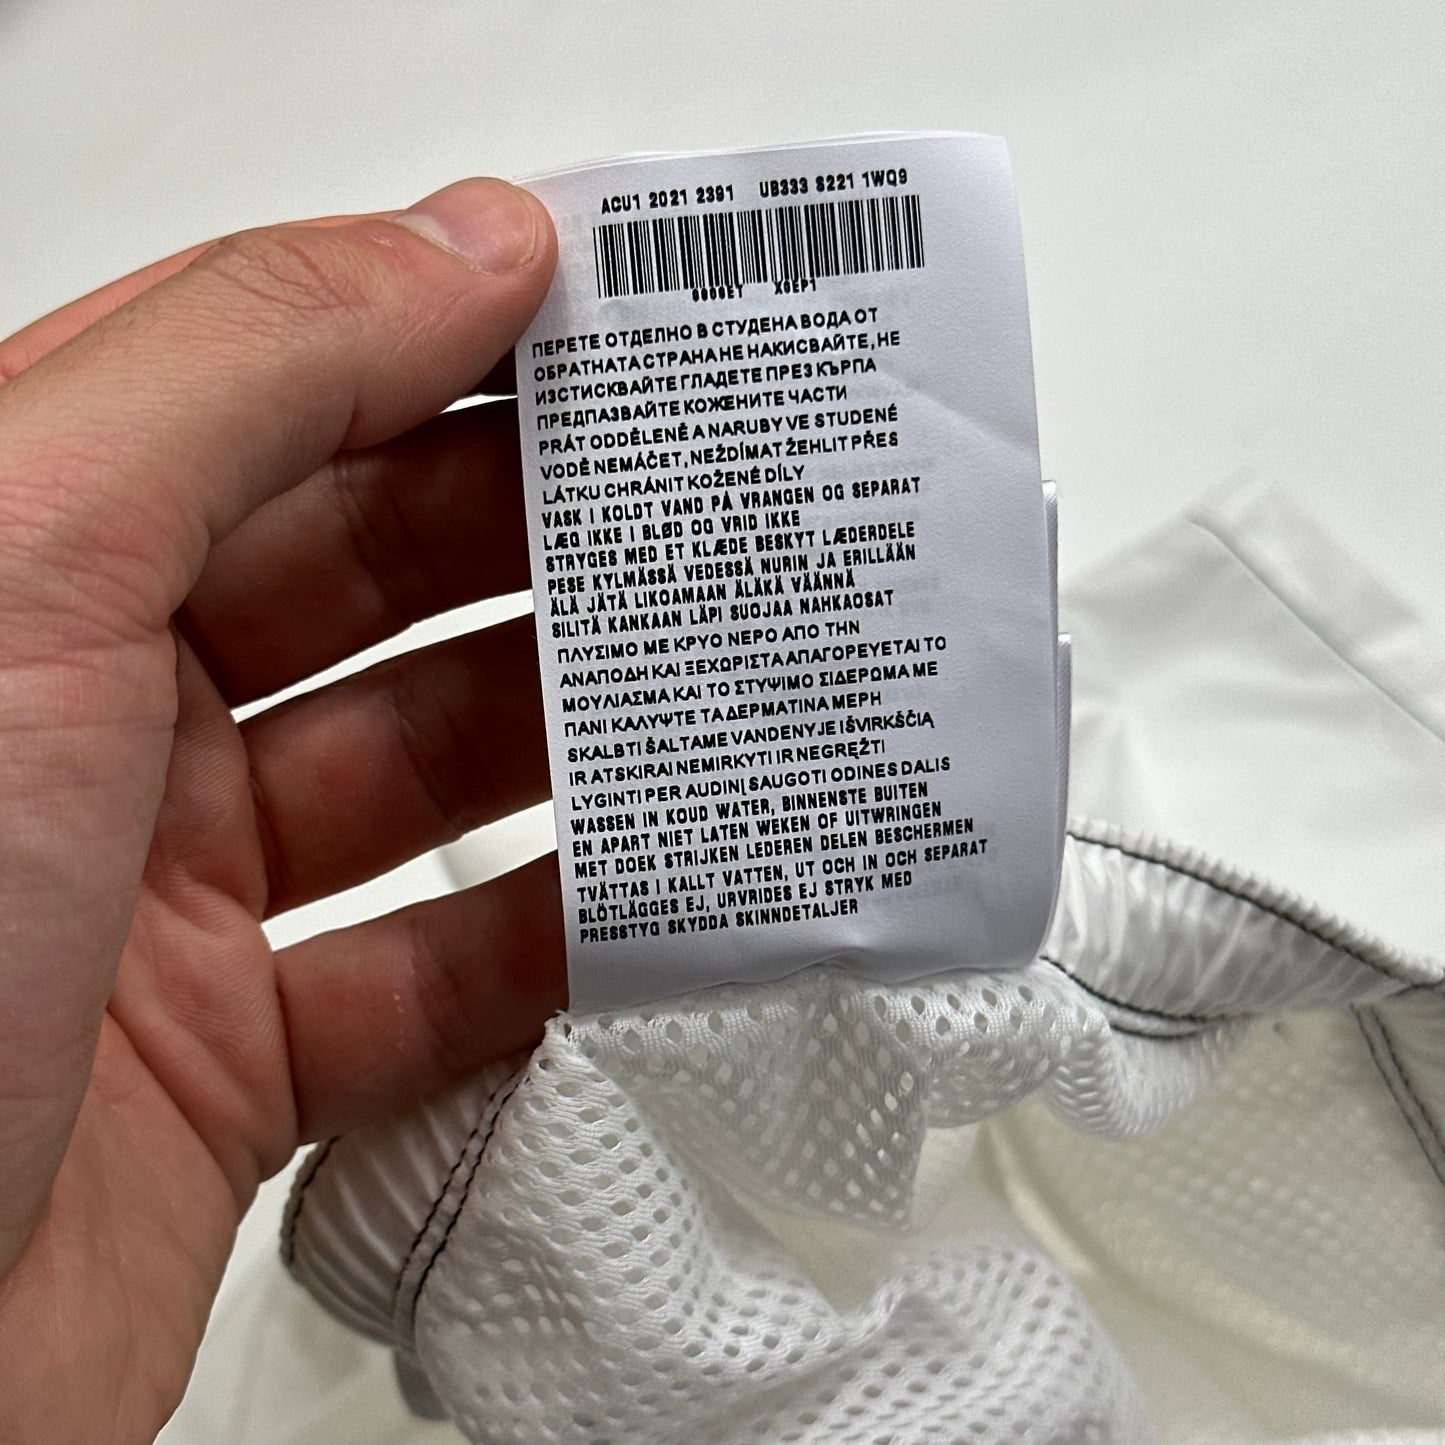 ACU1 2021 2391 UB333 S221 1WQ9
ПЕРЕТЕ ОТДЕЛНО В СТУДЕНА ВОДА ОТ
ОБРАТНАТА СТРАНА НЕ НАКИСВАЙТЕ, НЕ
ИЗСТИСКВАЙТЕ ГЛАДЕТЕ ПРЕЗ КЪРПА
ПРЕДПАЗВАЙТЕ КОЖЕНИТЕ ЧАСТИ
PRÁT ODDĚLENĚ A NARUBY VE STUDENÉ
VODĚ NEMÁČET, NEŽDÍMAT ŽEHLIT PŘES
LÁTKU CHRÁNIT KOŽENÉ DÍLY
VASK I KOLDT VAND PÅ VRANGEN OG SEPARAT
LÆG IKKE I BLØD OG VRID IKKE
STRYGES MED ET KLÆDE BESKYT LÆDERDELE
PESE KYLMÄSSÄ VEDESSÄ NURIN JA ERILLÄÄN
ÄLÄ JÄTÄ LIKOAMAAN ÄLÄKÄ VÄÄNNÄ
SILITÄ KANKAAN LÄPI SUOJAA NAHKAOSAT
ΠΛΥΣΙΜΟ ΜΕ ΚΡΥΟ ΝΕΡΟ ΑΠΟ ΤΗΝ
ΑΝΑΠΟΔΗ ΚΑΙ ΞΕΧΩΡΙΣΤΑ ΑΠΑΓΟΡΕΥΕΤΑΙ ΤΟ
ΜΟΥΛΙΑΣΜΑ ΚΑΙ ΤΟ ΣΤΥΨΙΜΟ ΣΙΔΕΡΩΜΑ ΜΕ
ΠΑΝΙ ΚΑΛΥΨΤΕ ΤΑ ΔΕΡΜΑΤΙΝΑ ΜΕΡΗ
SKALBTI ŠALTAME VANDENYJE IŠVIRKŠČIĄ
IR ATSKIRAI NEMIRKYTI IR NEGRĘŽTI
LYGINTI PER AUDINĮ SAUGOTI ODINES DALIS
WASSEN IN KOUD WATER, BINNENSTE BUITEN
EN APART NIET LATEN WEKEN OF UITWRINGEN
MET DOEK STRIJKEN LEDEREN DELEN BESCHERMEN
TVÄTTAS I KALLT VATTEN, UT OCH IN OCH SEPARAT
BLÖTLÄGGES EJ, URVRIDES EJ STRYK MED
PRESSTYG SKYDDA SKINNDETALJER